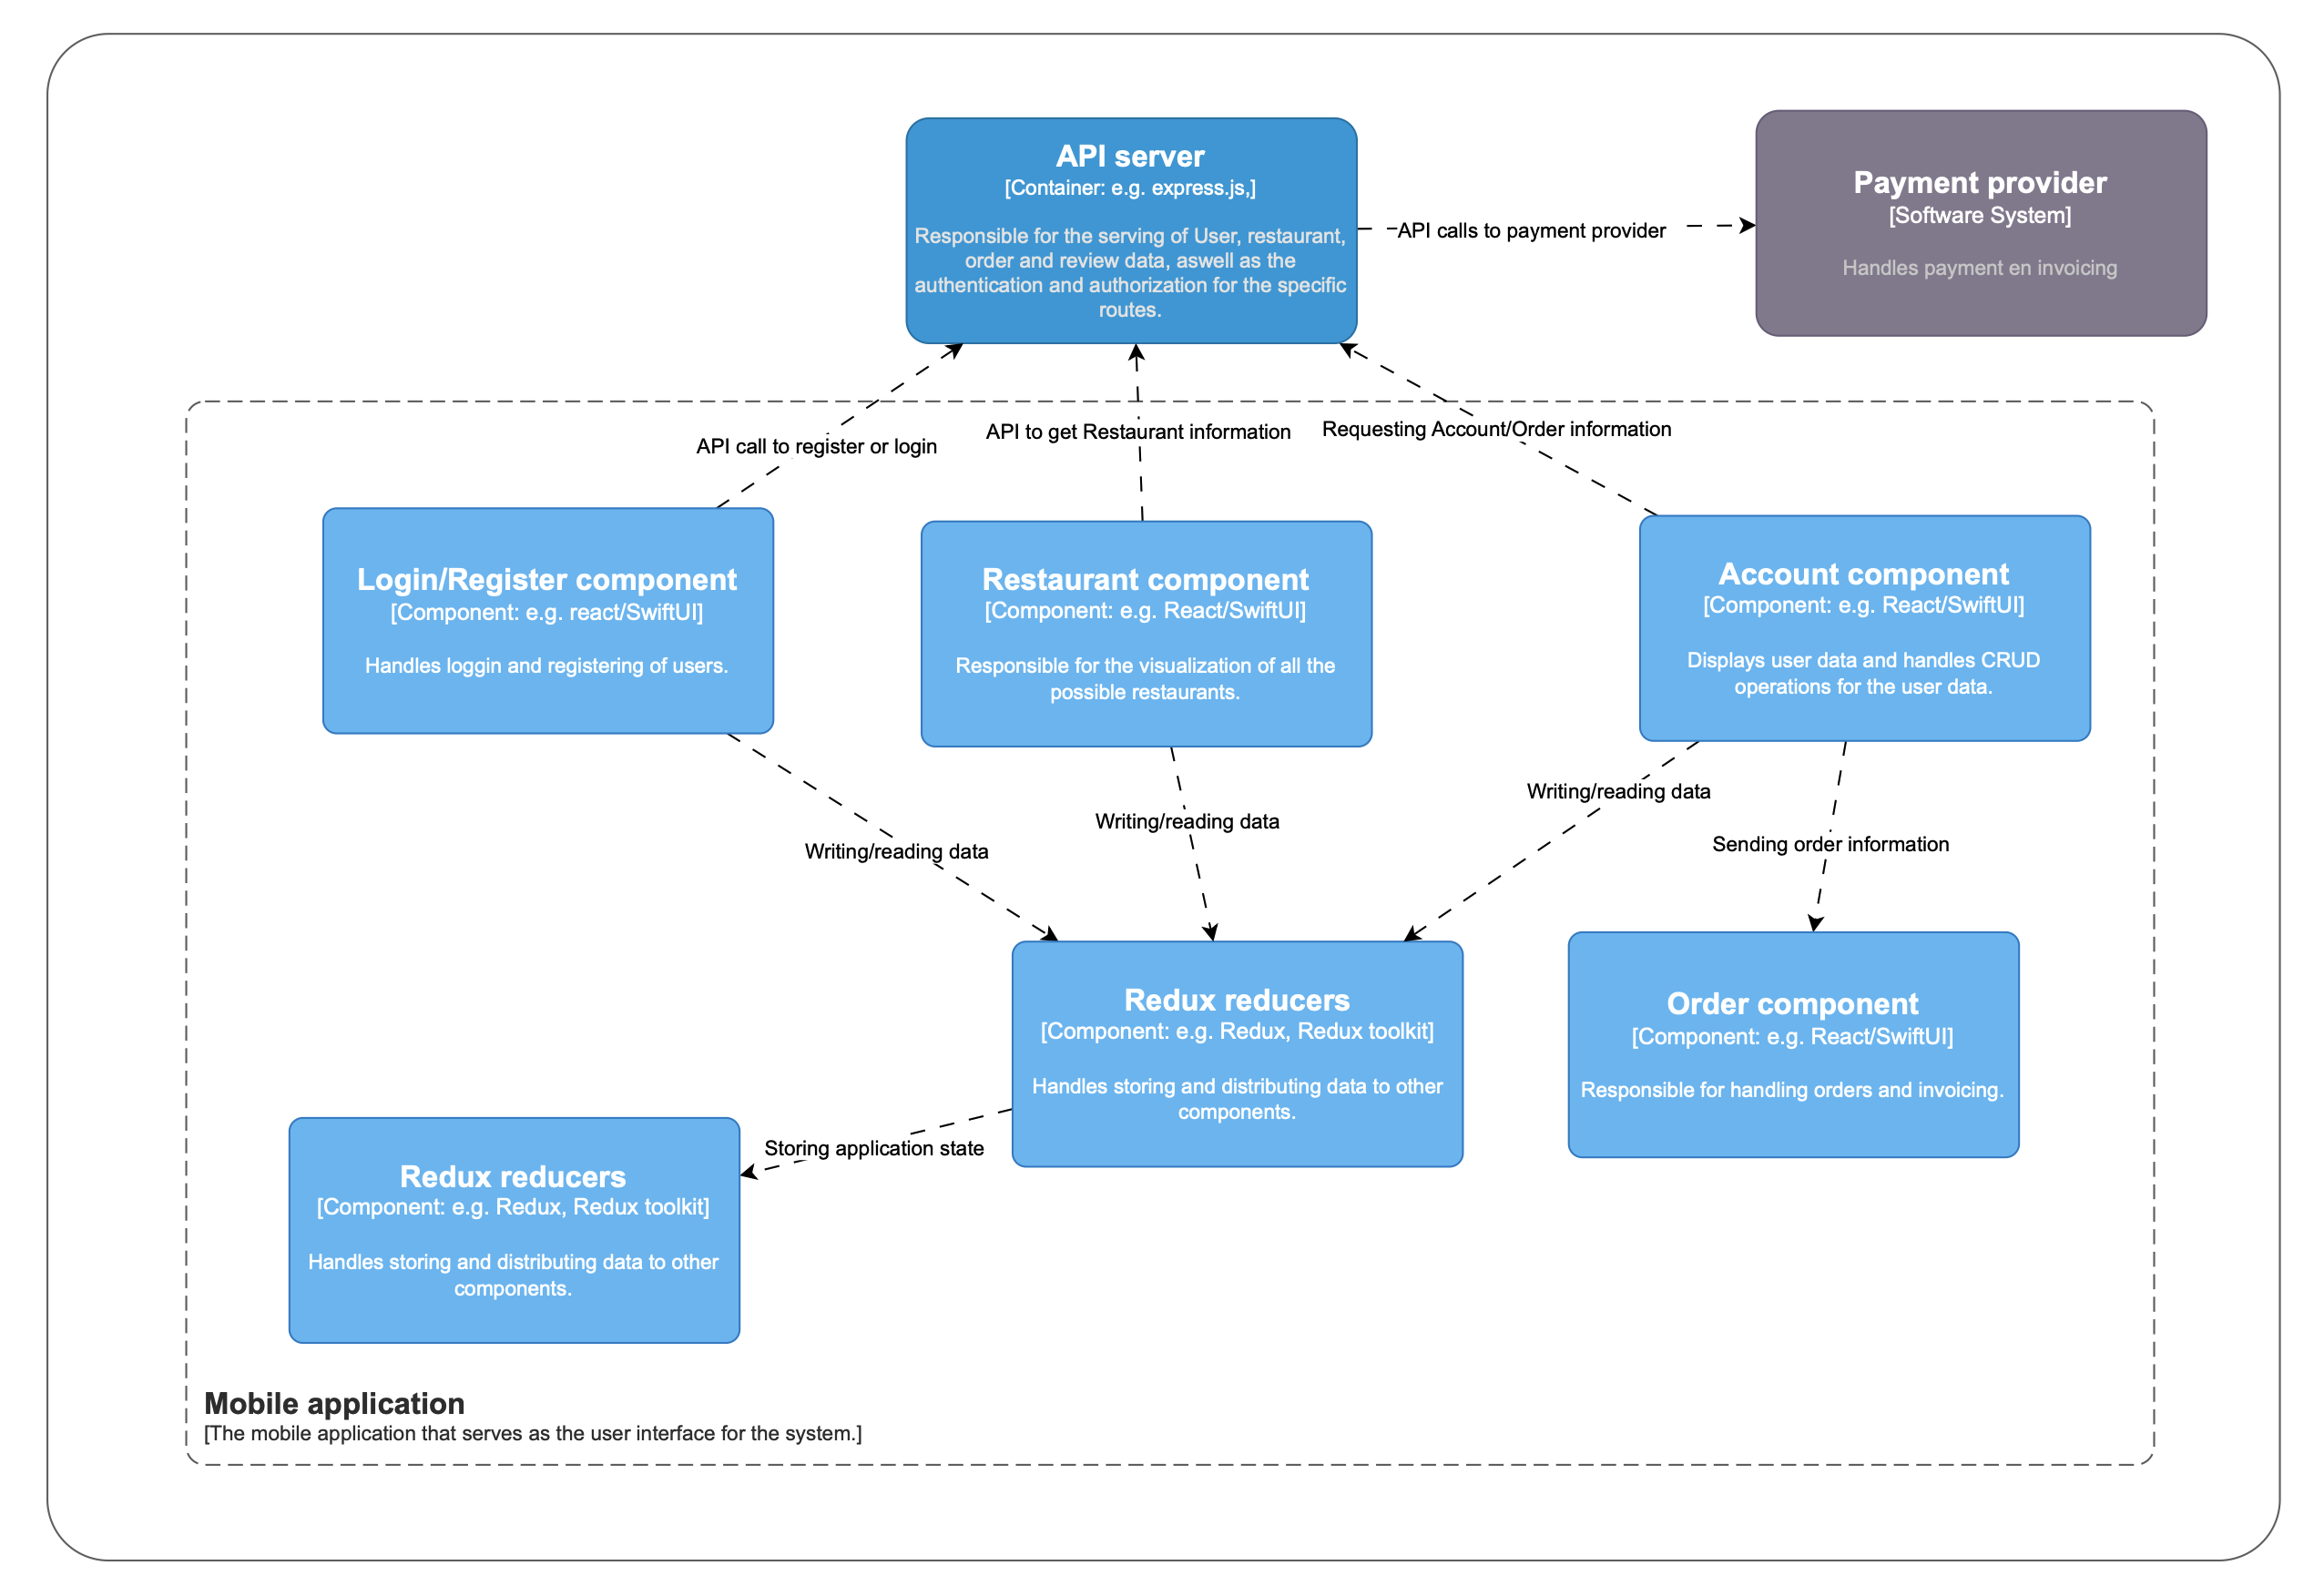 API server
[Container: e.g. express.js,]
Responsible for the serving of User, restaurant,
order and review data, aswell as the
authentication and authorization for the specific
routes.
API calls to payment provider
Payment provider
[Software System]
Handles payment en invoicing
API call to register or login
API to get Restaurant information
Requesting Account/Order information
Login/Register component
[Component: e.g. react/SwiftUI]
Handles loggin and registering of users.
Restaurant component
[Component: e.g. React/SwiftUI]
Responsible for the visualization of all the
possible restaurants.
Account component
[Component: e.g. React/SwiftUI]
Displays user data and handles CRUD
operations for the user data.
Writing/reading data
Writing/reading data
Writing/reading data
Sending order information
Redux reducers
[Component: e.g. Redux, Redux toolkit]
Handles storing and distributing data to other
components.
Order component
[Component: e.g. React/SwiftUI]
Responsible for handling orders and invoicing.
Storing application state
Redux reducers
[Component: e.g. Redux, Redux toolkit]
Handles storing and distributing data to other
components.
Mobile application
[The mobile application that serves as the user interface for the system.]